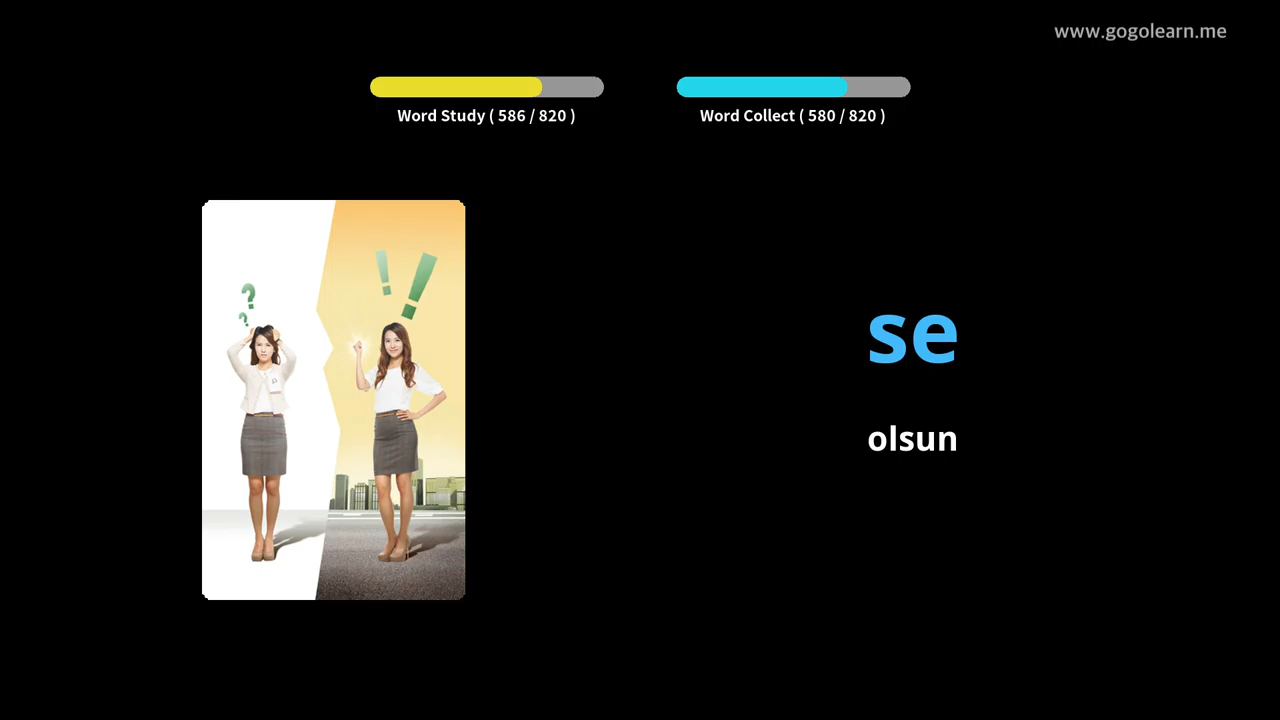 www.gogolearn.me
Word Study ( 586 / 820 )
Word Collect ( 580 / 820 )
? ?
! !
se
olsun